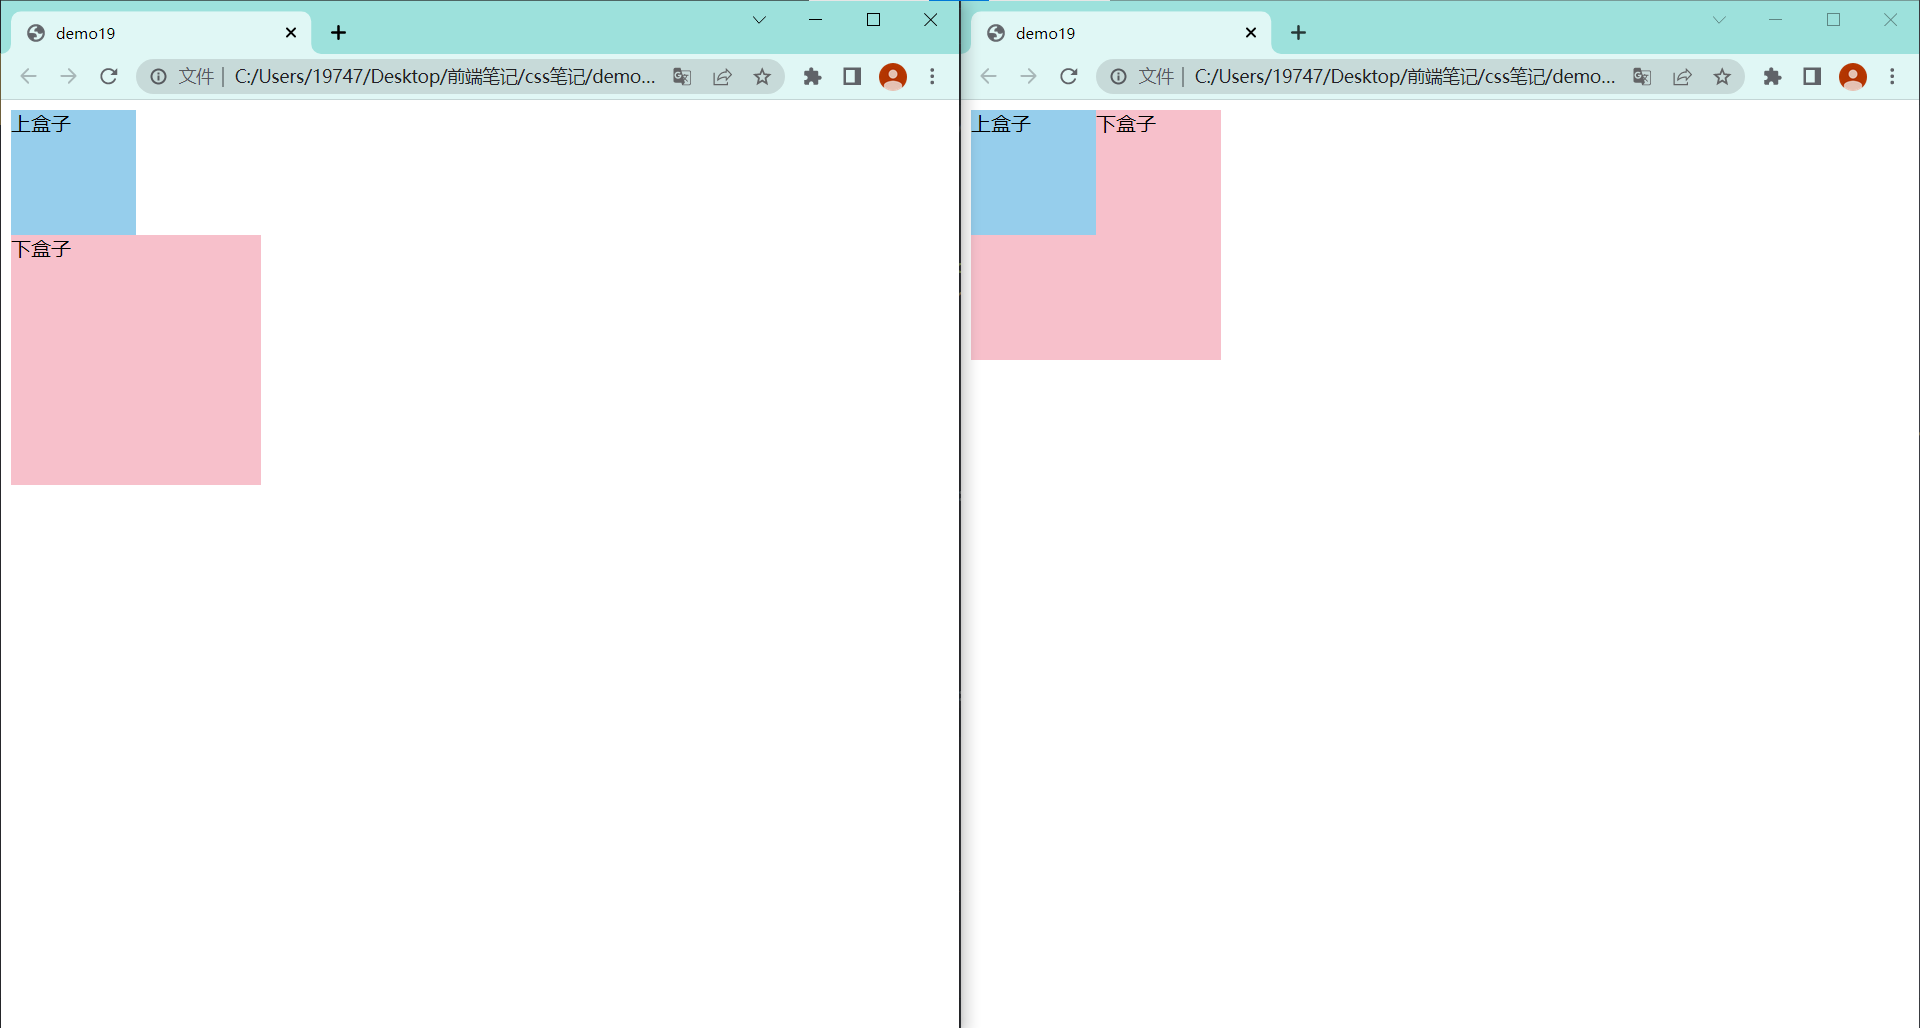 demo19
文件 | C:/Users/19747/Desktop/前端笔记/css笔记/demo...
上盒子
下盒子
demo19
文件 | C:/Users/19747/Desktop/前端笔记/css笔记/demo...
上盒子 下盒子